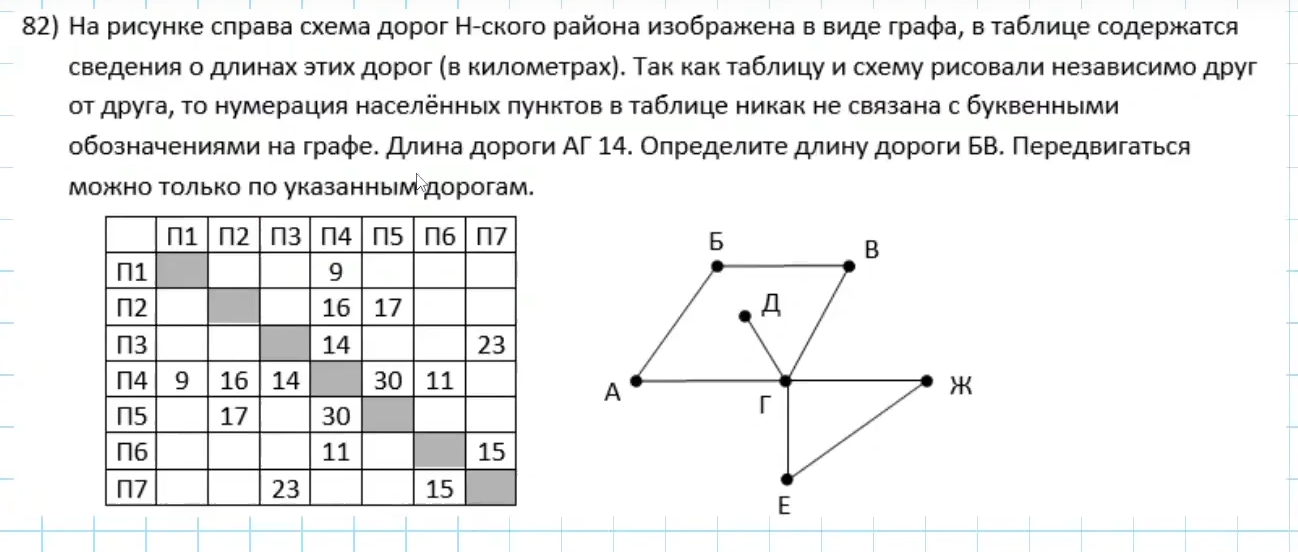 82) На рисунке справа схема дорог Н-ского района изображена в виде графа, в таблице содержатся
сведения о длинах этих дорог (в километрах). Так как таблицу и схему рисовали независимо друг
от друга, то нумерация населённых пунктов в таблице никак не связана с буквенными
обозначениями на графе. Длина дороги АГ 14. Определите длину дороги БВ. Передвигаться
можно только по указанным дорогам.
П1 П2 П3 П4 П5 П6 П7
П1 9
П2 16 17
П3 14 23
П4 9 16 14 30 11
П5 17 30
П6 11 15
П7 23 15
Б
В
Д
А
Г
Ж
Е